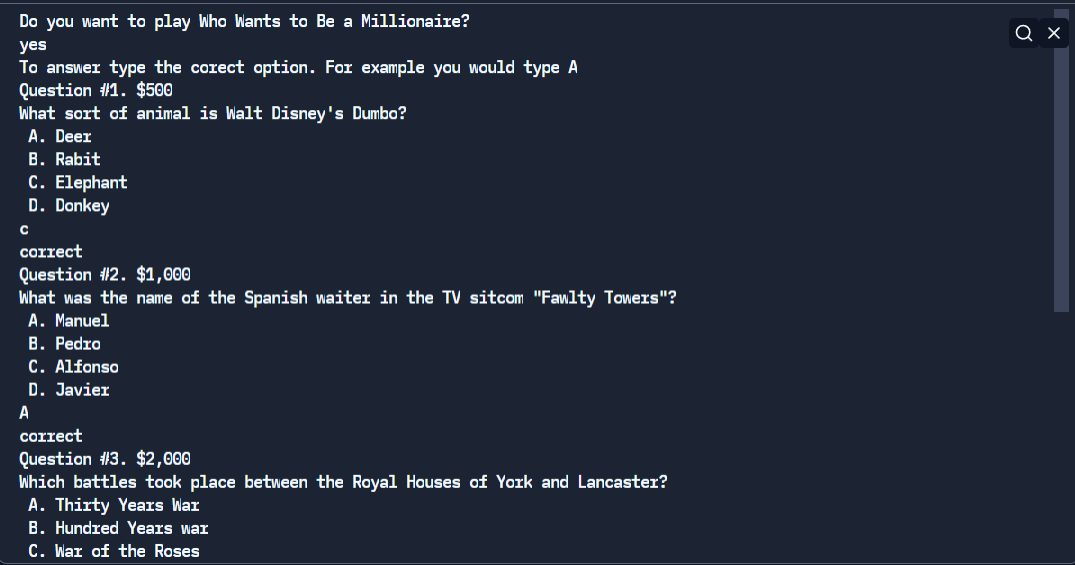 Do you want to play Who Wants to Be a Millionaire?
yes
To answer type the corect option. For example you would type A
Question #1. $500
What sort of animal is Walt Disney's Dumbo?
A. Deer
B. Rabit
C. Elephant
D. Donkey
c
correct
Question #2. $1,000
What was the name of the Spanish waiter in the TV sitcom "Fawlty Towers"?
A. Manuel
B. Pedro
C. Alfonso
D. Javier
A
correct
Question #3. $2,000
Which battles took place between the Royal Houses of York and Lancaster?
A. Thirty Years War
B. Hundred Years war
C. War of the Roses